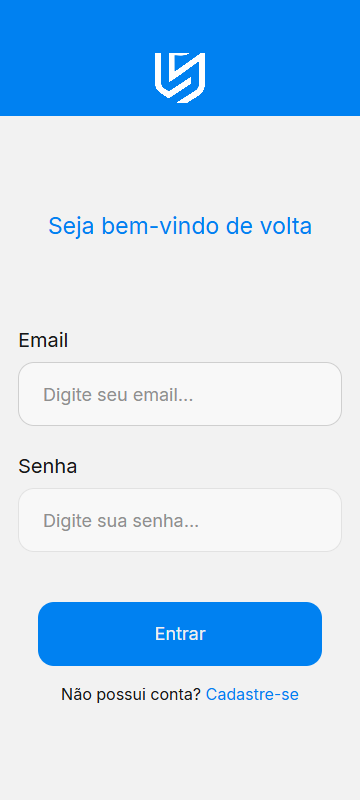 Seja bem-vindo de volta
Email
Digite seu email...
Senha
Digite sua senha...
Entrar
Não possui conta? Cadastre-se